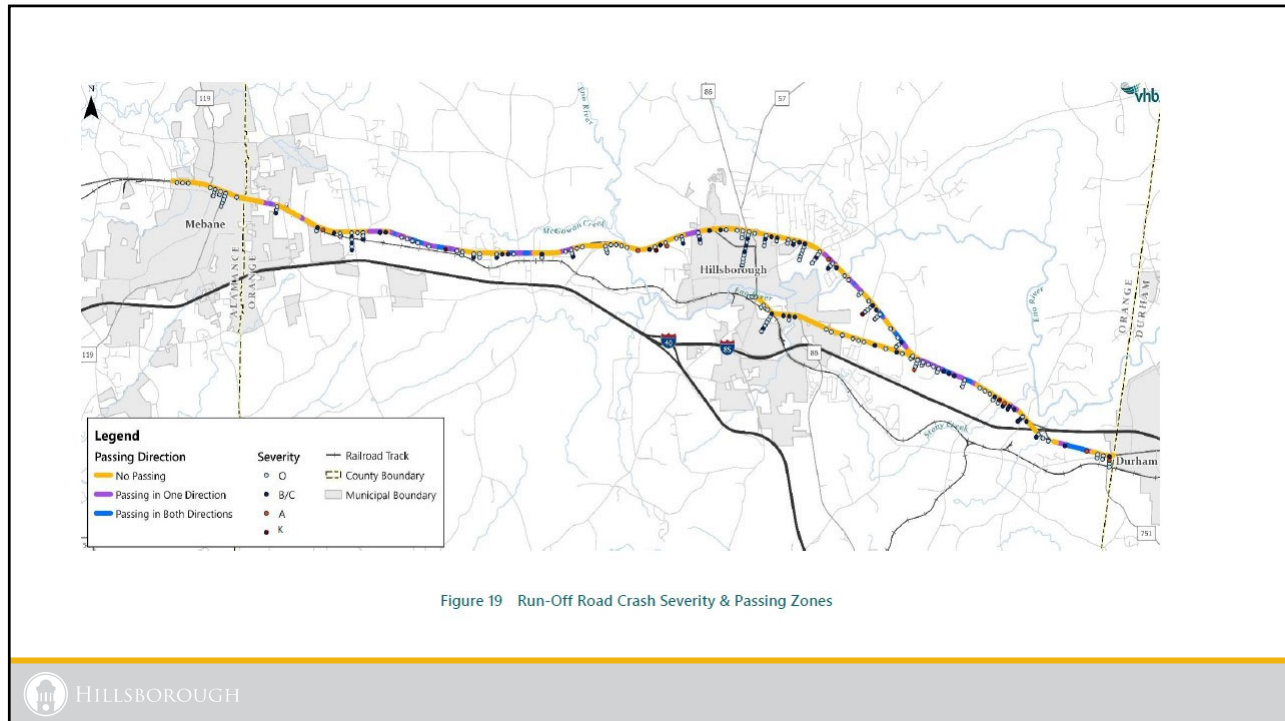 N
119
86
57
vhb
Eno River
McGowan Creek
Mebane
ALAMANCE
ORANGE
Hillsborough
Eno River
ORANGE
DURHAM
119
40
85
86
Stony Creek
Durham
751
Legend
Passing Direction
No Passing
Passing in One Direction
Passing in Both Directions
Severity
O
B/C
A
K
Railroad Track
County Boundary
Municipal Boundary
Figure 19 Run-Off Road Crash Severity & Passing Zones
HILLSBOROUGH